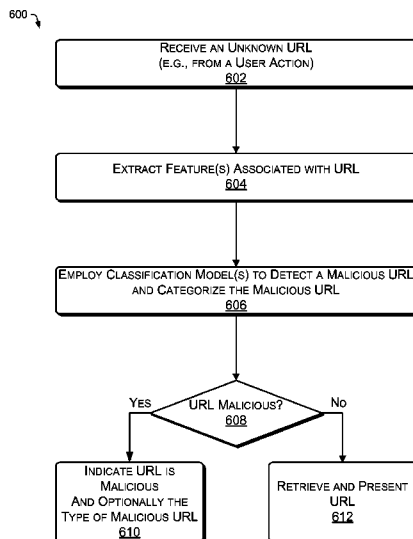 600
RECEIVE AN UNKNOWN URL
(E.G., FROM A USER ACTION)
602
EXTRACT FEATURE(S) ASSOCIATED WITH URL
604
EMPLOY CLASSIFICATION MODEL(S) TO DETECT A MALICIOUS URL
AND CATEGORIZE THE MALICIOUS URL
606
YES
URL MALICIOUS?
NO
608
INDICATE URL IS
MALICIOUS
AND OPTIONALLY THE
TYPE OF MALICIOUS URL
610
RETRIEVE AND PRESENT
URL
612